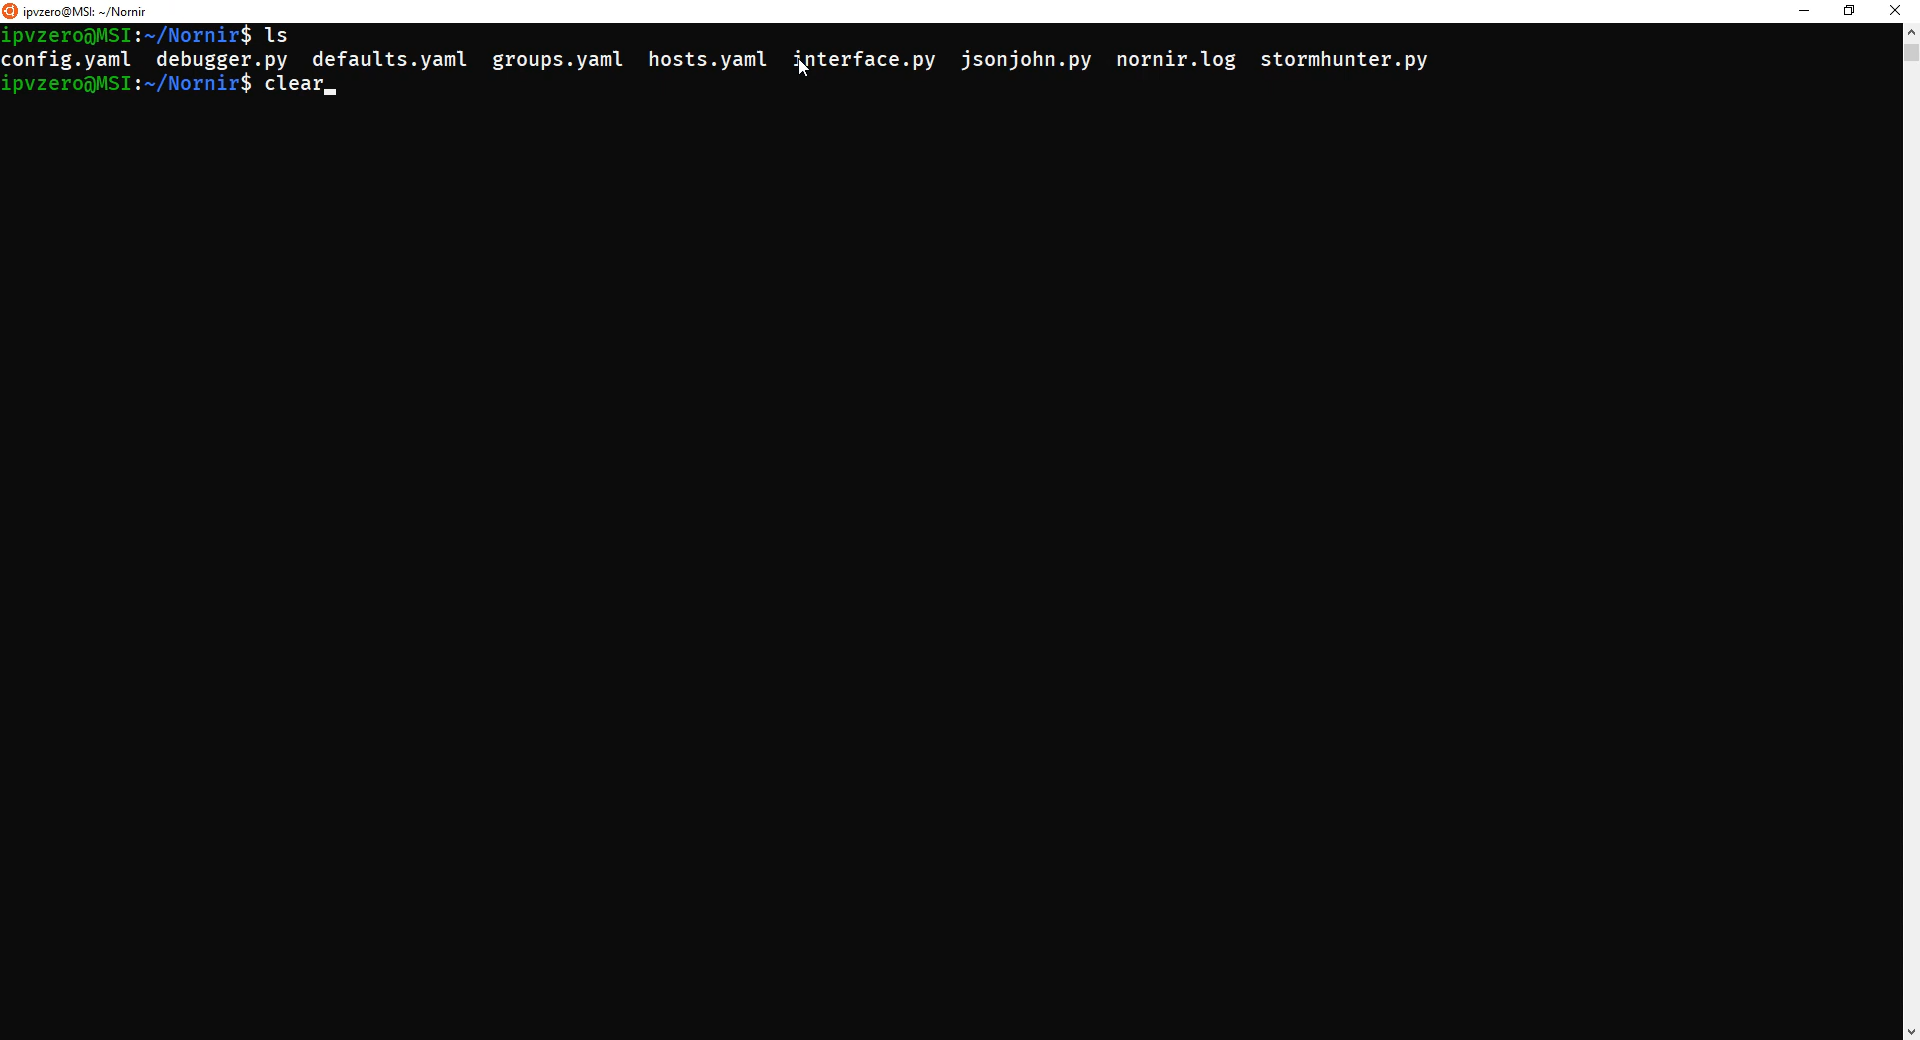 ipvzero@MSI: ~/Nornir
ipvzero@MSI:~/Nornir$ ls
config.yaml  debugger.py  defaults.yaml  groups.yaml  hosts.yaml  interface.py  jsonjohn.py  nornir.log  stormhunter.py
ipvzero@MSI:~/Nornir$ clear